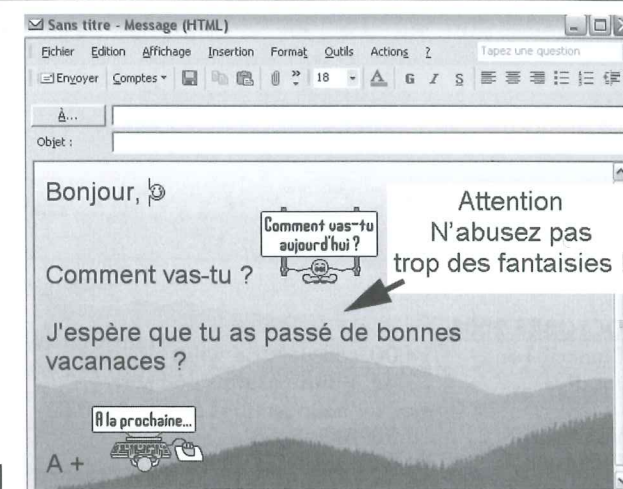 Sans titre - Message (HTML)
Fichier Edition Affichage Insertion Format Outils Actions ? Tapez une question
Envoyer Comptes 18 A G I S
À...
Objet :
Bonjour,
Attention
N'abusez pas
trop des fantaisies
Comment vas-tu
aujourd'hui ?
Comment vas-tu ?
J'espère que tu as passé de bonnes
vacanaces ?
A la prochaine...
A +